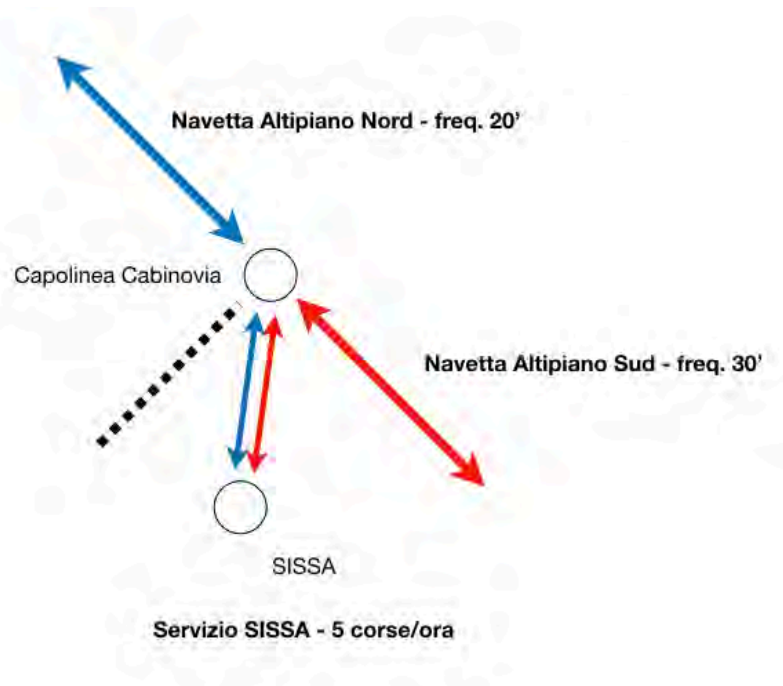 Navetta Altipiano Nord - freq. 20’
Capolinea Cabinovia
Navetta Altipiano Sud - freq. 30’
SISSA
Servizio SISSA - 5 corse/ora